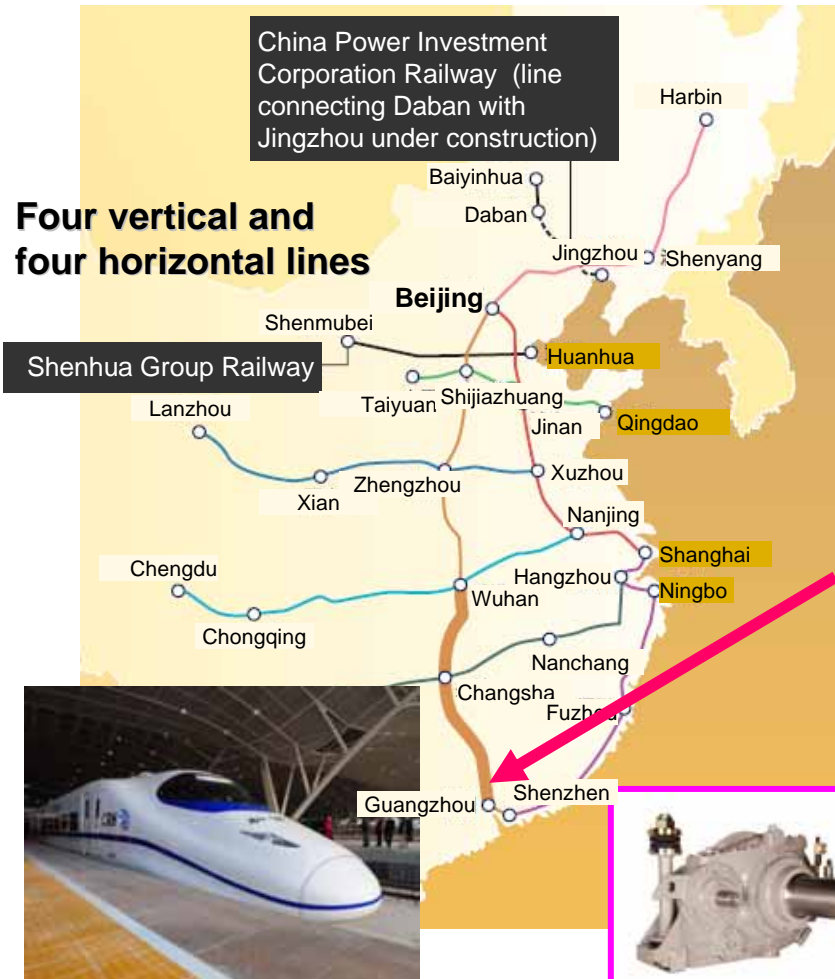 China Power Investment
Corporation Railway (line
connecting Daban with
Jingzhou under construction)
Harbin
Baiyinhua
Daban
Four vertical and
four horizontal lines
Jingzhou
Shenyang
Beijing
Shenmubei
Huanhua
Shenhua Group Railway
Taiyuan
Shijiazhuang
Lanzhou
Jinan
Qingdao
Xuzhou
Zhengzhou
Xian
Nanjing
Shanghai
Chengdu
Hangzhou
Wuhan
Ningbo
Chongqing
Nanchang
Changsha
Fuzhou
Shenzhen
Guangzhou